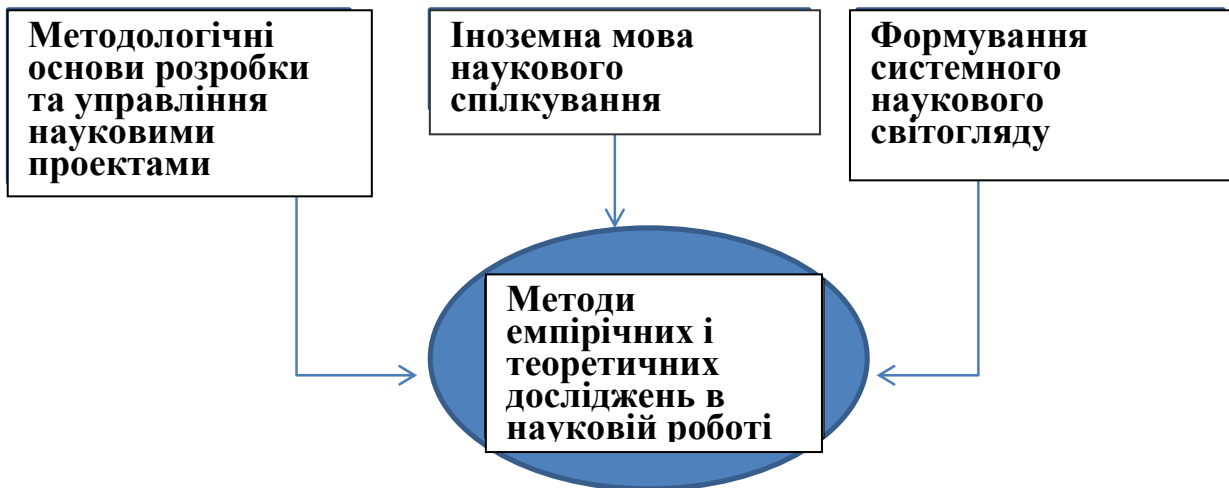 Методологічні
основи розробки
та управління
науковими
проектами
Іноземна мова
наукового
спілкування
Формування
системного
наукового
світогляду
Методи
емпірічних і
теоретичних
досліджень в
науковій роботі